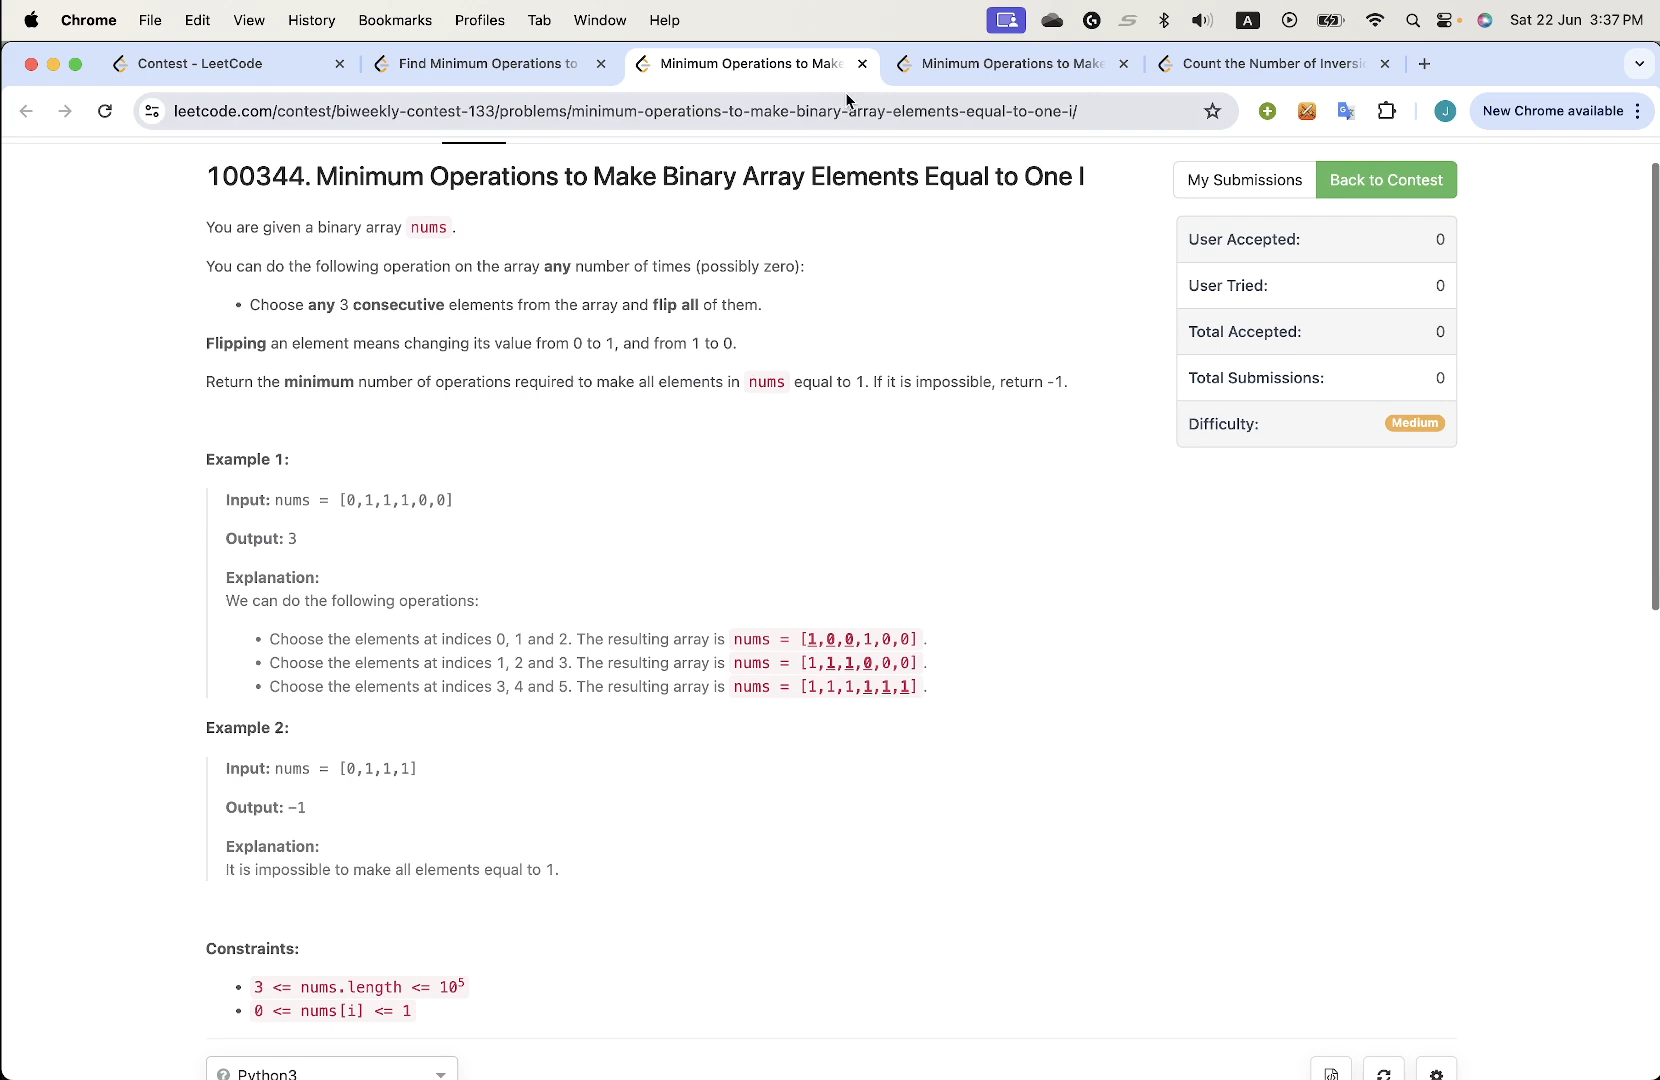 Chrome File Edit View History Bookmarks Profiles Tab Window Help A Sat 22 Jun 3:37 PM
Contest - LeetCode Find Minimum Operations to Minimum Operations to Make Minimum Operations to Make Count the Number of Inversi
leetcode.com/contest/biweekly-contest-133/problems/minimum-operations-to-make-binary-array-elements-equal-to-one-i/ J New Chrome available
100344. Minimum Operations to Make Binary Array Elements Equal to One I
My Submissions Back to Contest
You are given a binary array nums .
You can do the following operation on the array any number of times (possibly zero):
• Choose any 3 consecutive elements from the array and flip all of them.
Flipping an element means changing its value from 0 to 1, and from 1 to 0.
Return the minimum number of operations required to make all elements in nums equal to 1. If it is impossible, return -1.
User Accepted: 0
User Tried: 0
Total Accepted: 0
Total Submissions: 0
Difficulty: Medium
Example 1:
Input: nums = [0,1,1,1,0,0]
Output: 3
Explanation:
We can do the following operations:
• Choose the elements at indices 0, 1 and 2. The resulting array is nums = [1,0,0,1,0,0] .
• Choose the elements at indices 1, 2 and 3. The resulting array is nums = [1,1,1,0,0,0] .
• Choose the elements at indices 3, 4 and 5. The resulting array is nums = [1,1,1,1,1,1] .
Example 2:
Input: nums = [0,1,1,1]
Output: -1
Explanation:
It is impossible to make all elements equal to 1.
Constraints:
• 3 <= nums.length <= 10⁵
• 0 <= nums[i] <= 1
Python3